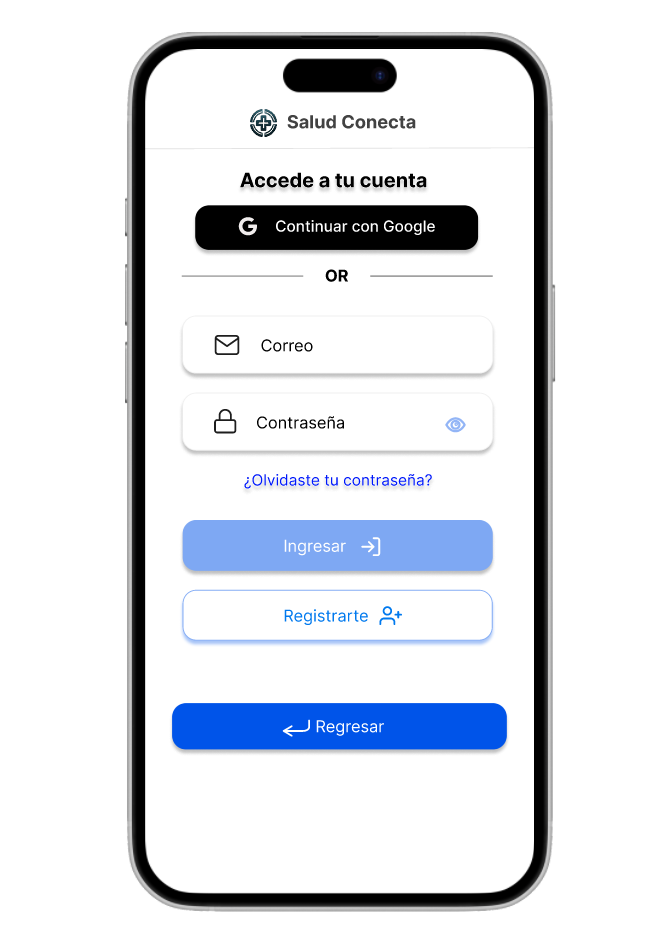 Salud Conecta
Accede a tu cuenta
Continuar con Google
OR
Correo
Contraseña
¿Olvidaste tu contraseña?
Ingresar
Registrarte
Regresar